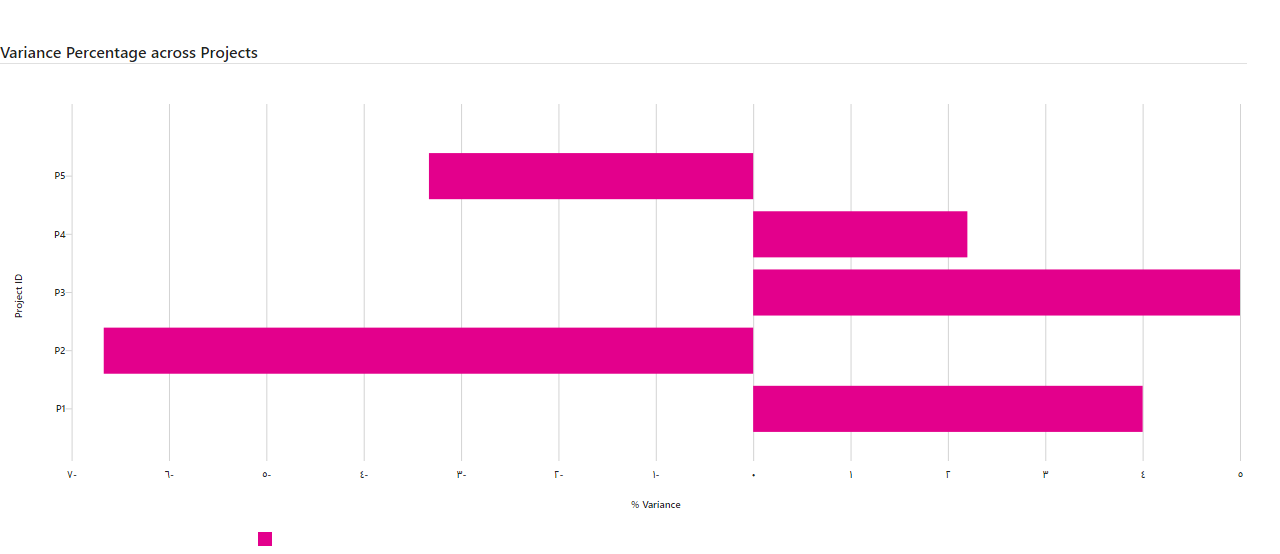 Variance Percentage across Projects
P5
P4
P3
P2
P1
Project ID
٧- ٦- ٥- ٤- ٣- ٢- ١- ٠ ١ ٢ ٣ ٤ ٥
% Variance